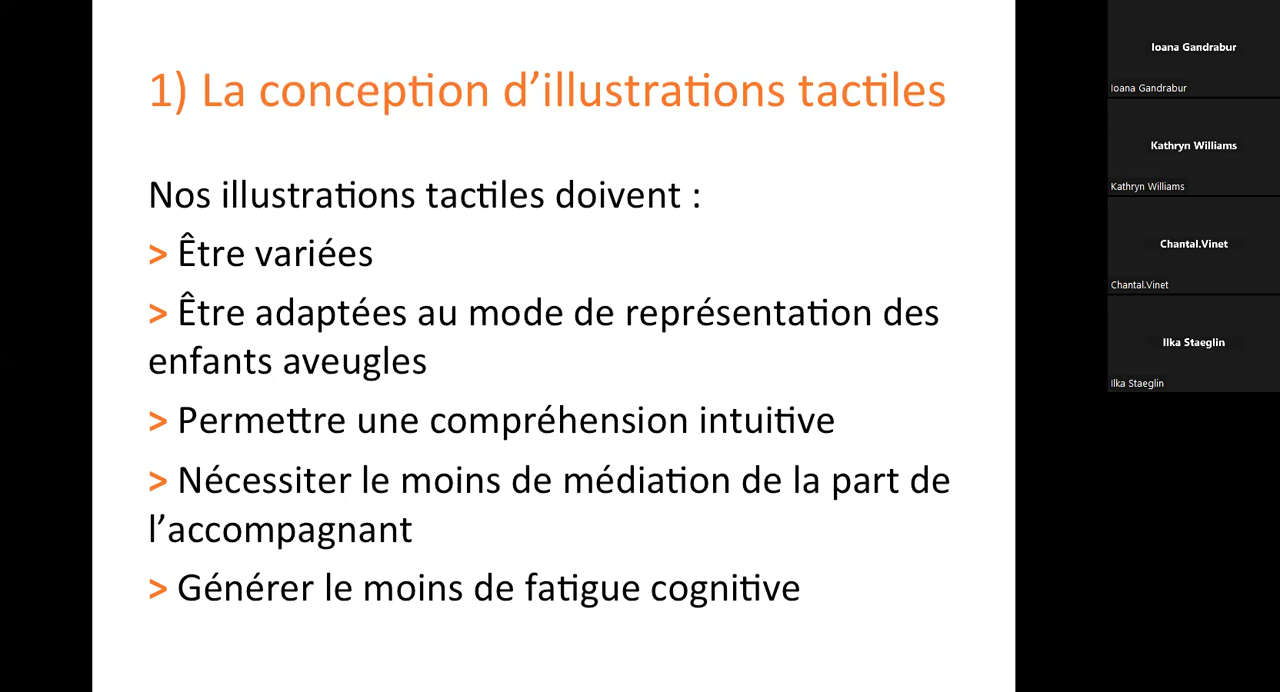 1) La conception d’illustrations tactiles
Nos illustrations tactiles doivent :
> Être variées
> Être adaptées au mode de représentation des
enfants aveugles
> Permettre une compréhension intuitive
> Nécessiter le moins de médiation de la part de
l’accompagnant
> Générer le moins de fatigue cognitive
Ioana Gandrabur
Ioana Gandrabur
Kathryn Williams
Kathryn Williams
Chantal.Vinet
Chantal.Vinet
Ilka Staeglin
Ilka Staeglin